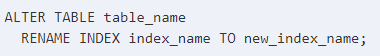 ALTER TABLE table_name
  RENAME INDEX index_name TO new_index_name;